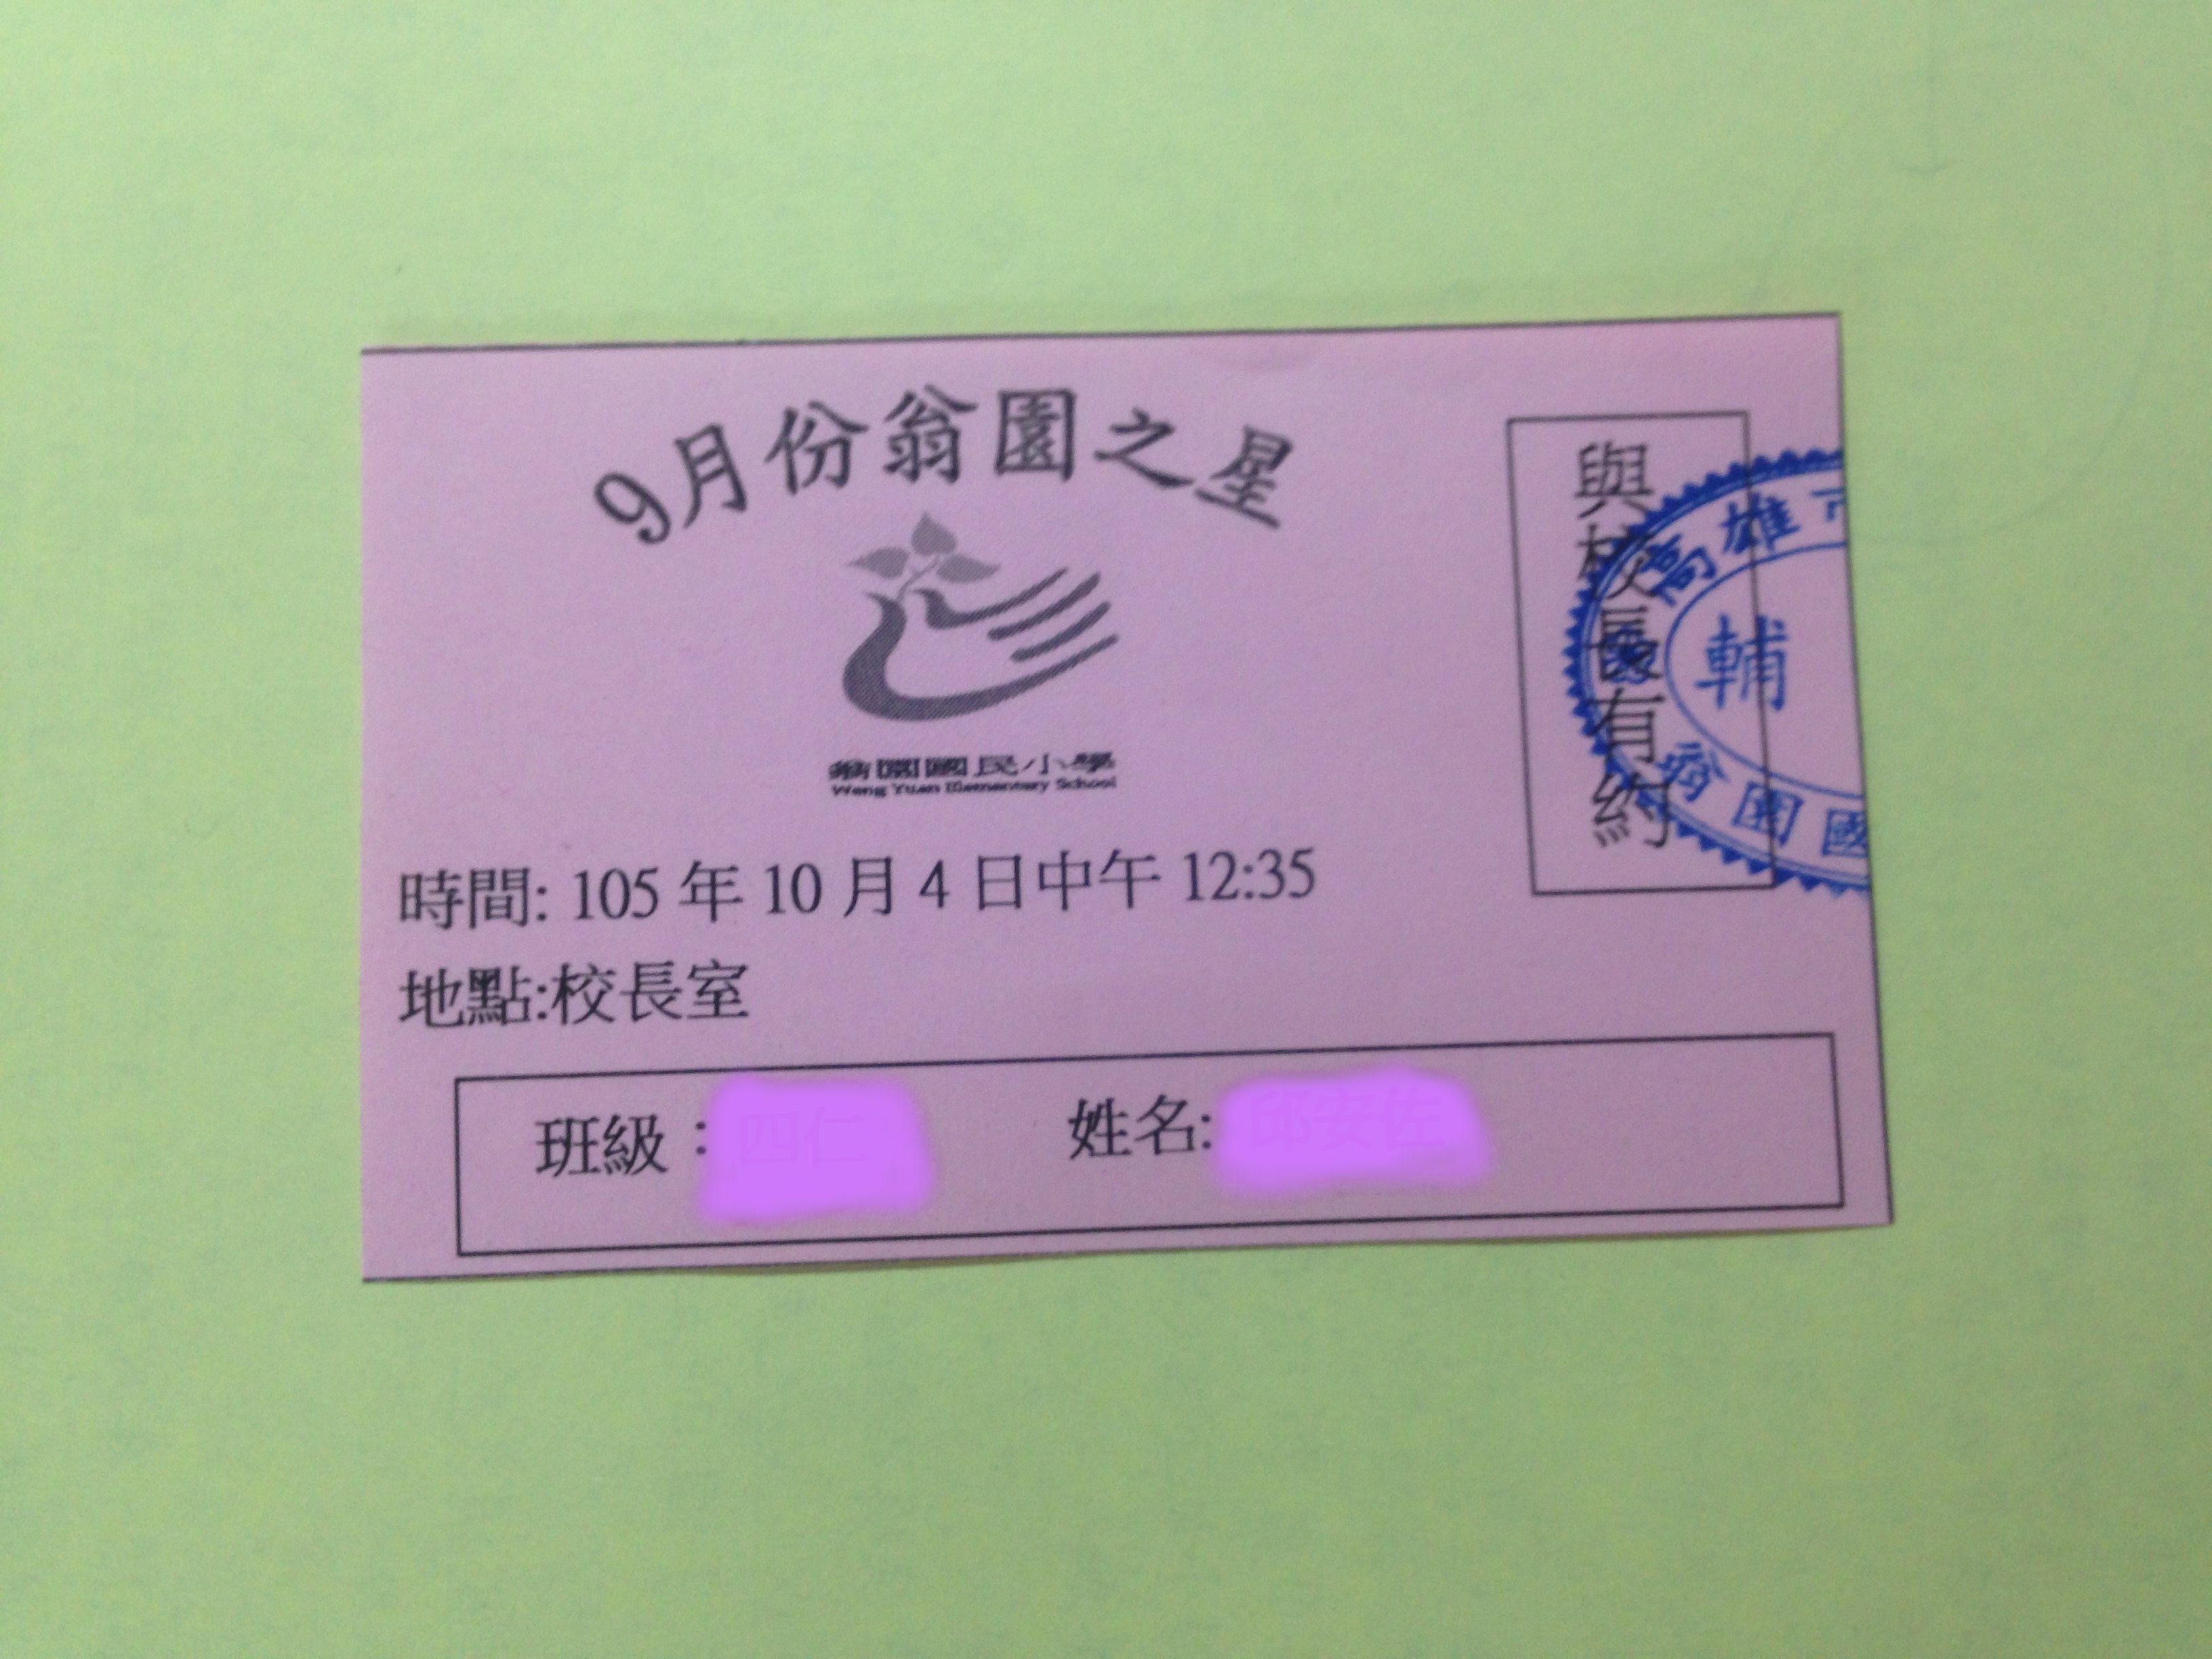 9月份翁園之星
翁園國民小學
Weng Yuan Elementary School
與校長有約
高雄市
輔
翁園國
時間: 105 年 10 月 4 日中午 12:35
地點:校長室
班級： 姓名: